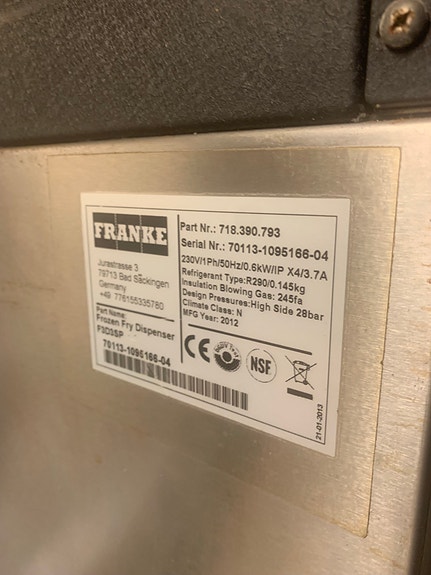 FRANKE
Jurastrasse 3
79713 Bad Säckingen
Germany
+49 776155335760
Part Name:
Frozen Fry Dispenser
F3D3SP
70113-1095166-04
Part Nr.: 718.390.793
Serial Nr.: 70113-1095166-04
230V/1Ph/50Hz/0.6kW/IP X4/3.7A
Refrigerant Type:R290/0.145kg
Insulation Blowing Gas: 245fa
Design Pressures:High Side 28bar
Climate Class: N
MFG Year: 2012
CE
NSF
21-01-2013